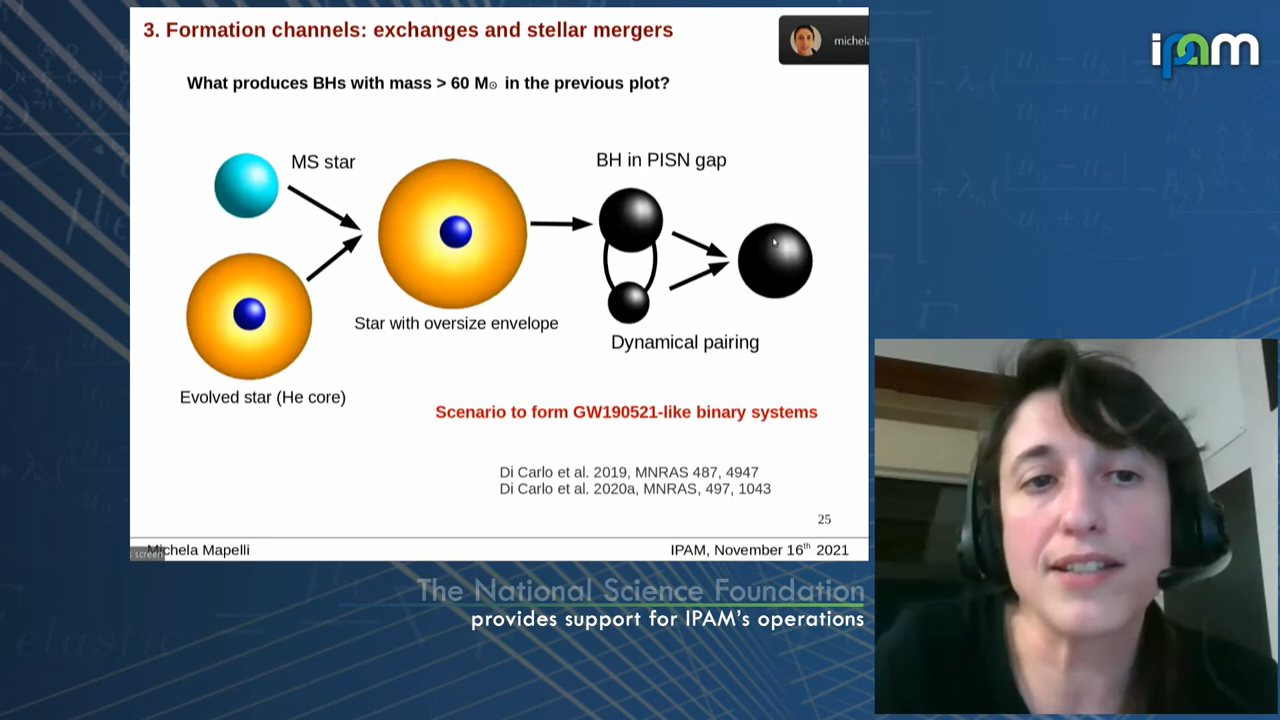 3. Formation channels: exchanges and stellar mergers
michela
ipam
What produces BHs with mass > 60 M☉ in the previous plot?
MS star
BH in PISN gap
Star with oversize envelope
Dynamical pairing
Evolved star (He core)
Scenario to form GW190521-like binary systems
Di Carlo et al. 2019, MNRAS 487, 4947
Di Carlo et al. 2020a, MNRAS, 497, 1043
25
screen
Michela Mapelli
IPAM, November 16th 2021
The National Science Foundation
provides support for IPAM's operations